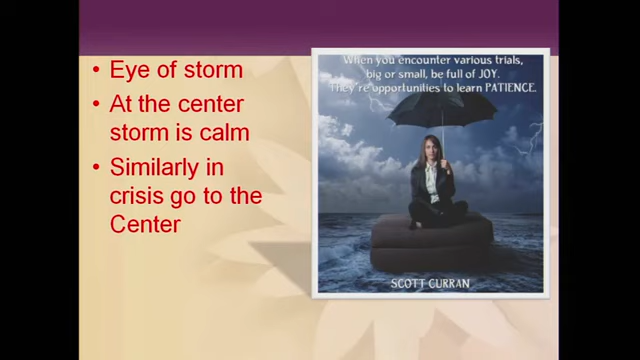 • Eye of storm
• At the center
storm is calm
• Similarly in
crisis go to the
Center
When you encounter various trials,
big or small, be full of JOY.
They're opportunities to learn PATIENCE.
SCOTT CURRAN